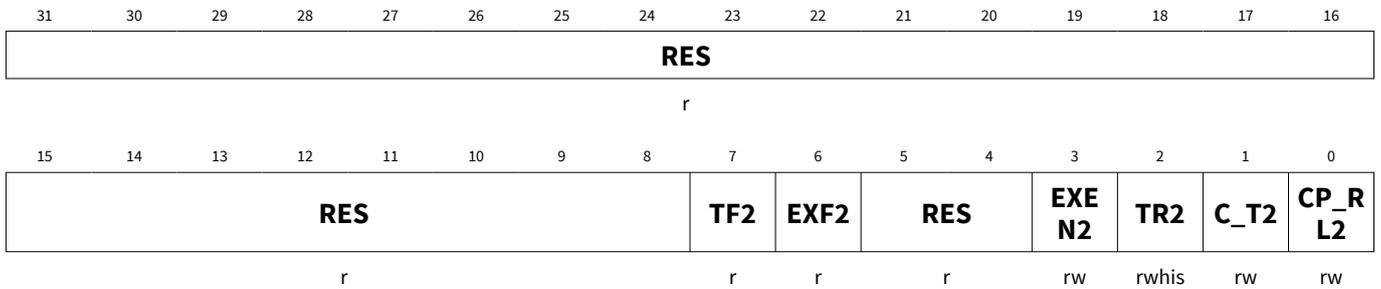 31 30 29 28 27 26 25 24 23 22 21 20 19 18 17 16
RES
r
15 14 13 12 11 10 9 8 7 6 5 4 3 2 1 0
RES TF2 EXF2 RES EXE N2 TR2 C_T2 CP_R L2
r r r r rw rwhis rw rw